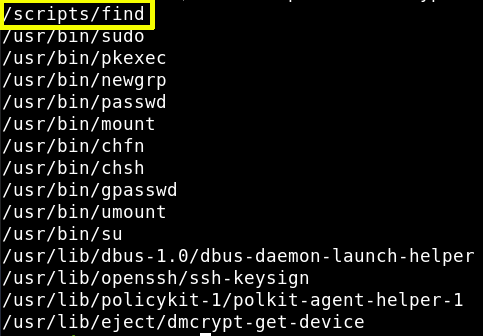 /scripts/find
/usr/bin/sudo
/usr/bin/pkexec
/usr/bin/newgrp
/usr/bin/passwd
/usr/bin/mount
/usr/bin/chfn
/usr/bin/chsh
/usr/bin/gpasswd
/usr/bin/umount
/usr/bin/su
/usr/lib/dbus-1.0/dbus-daemon-launch-helper
/usr/lib/openssh/ssh-keysign
/usr/lib/policykit-1/polkit-agent-helper-1
/usr/lib/eject/dmcrypt-get-device